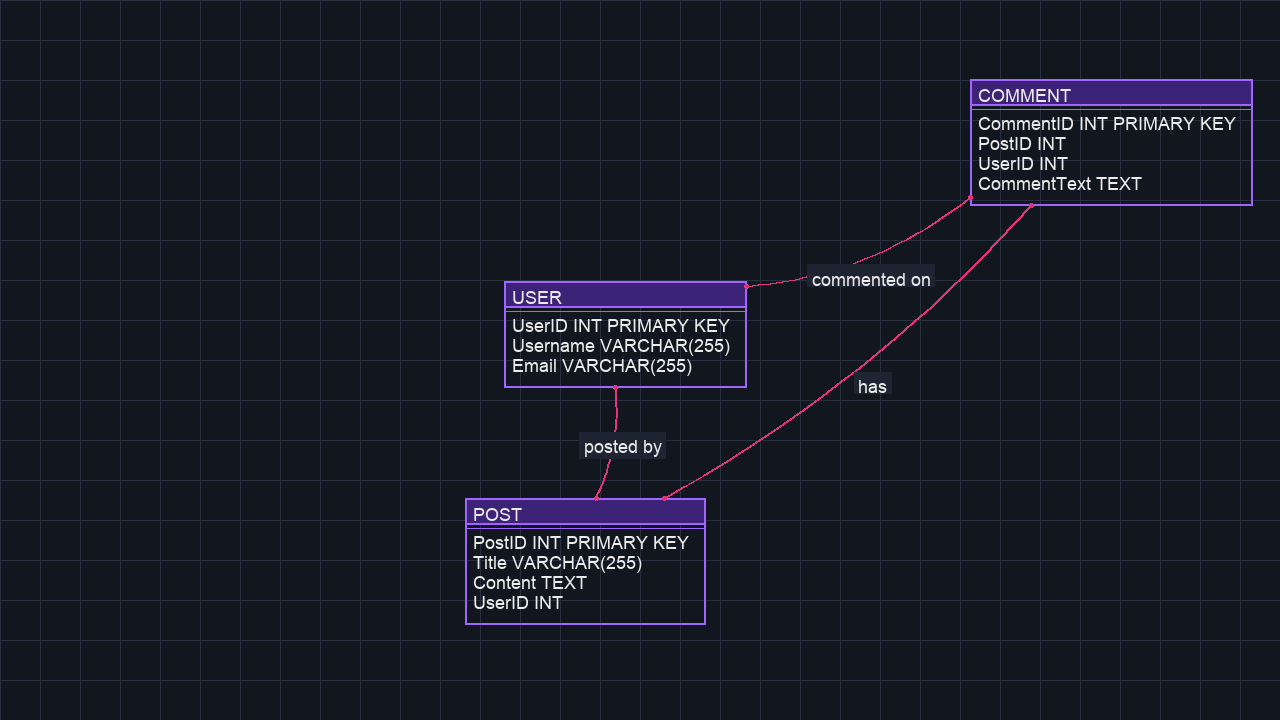 COMMENT
CommentID INT PRIMARY KEY
PostID INT
UserID INT
CommentText TEXT
commented on
USER
UserID INT PRIMARY KEY
Username VARCHAR(255)
Email VARCHAR(255)
has
posted by
POST
PostID INT PRIMARY KEY
Title VARCHAR(255)
Content TEXT
UserID INT